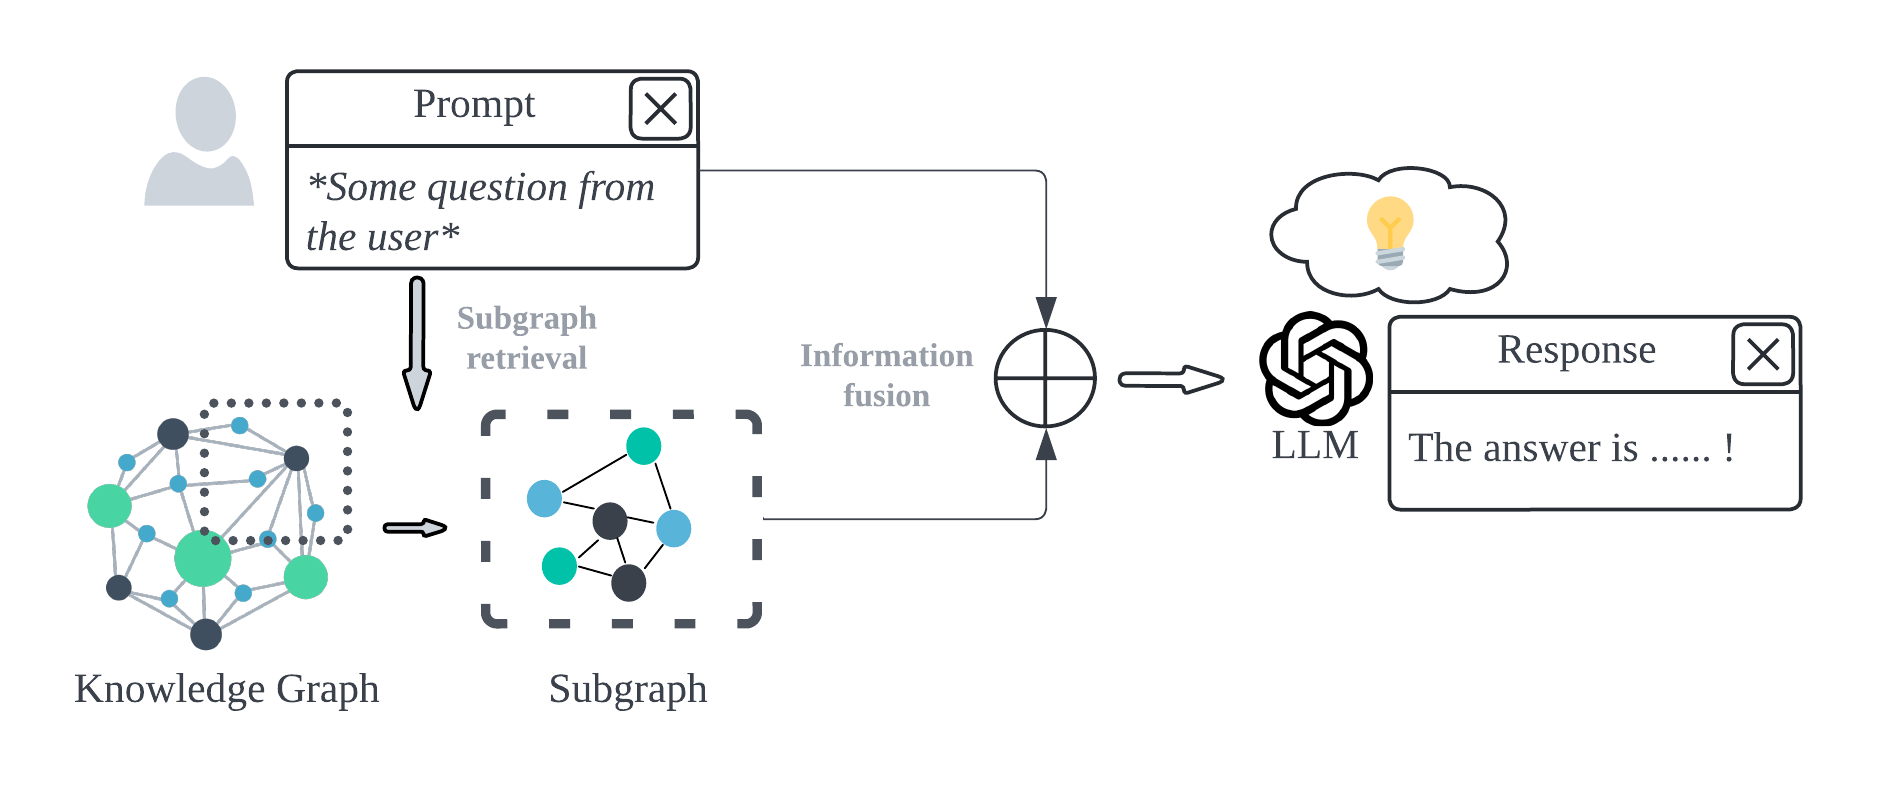 Prompt
*Some question from
the user*
Subgraph
retrieval
Information
fusion
Response
LLM
The answer is ...... !
Knowledge Graph
Subgraph